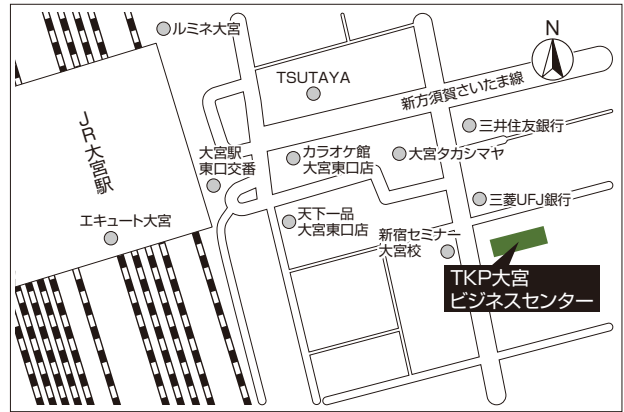 ルミネ大宮
N
TSUTAYA
新方須賀さいたま線
JR大宮駅
三井住友銀行
大宮駅
東口交番
カラオケ館
大宮東口店
大宮タカシマヤ
三菱UFJ銀行
エキュート大宮
天下一品
大宮東口店
新宿セミナー
大宮校
TKP大宮
ビジネスセンター